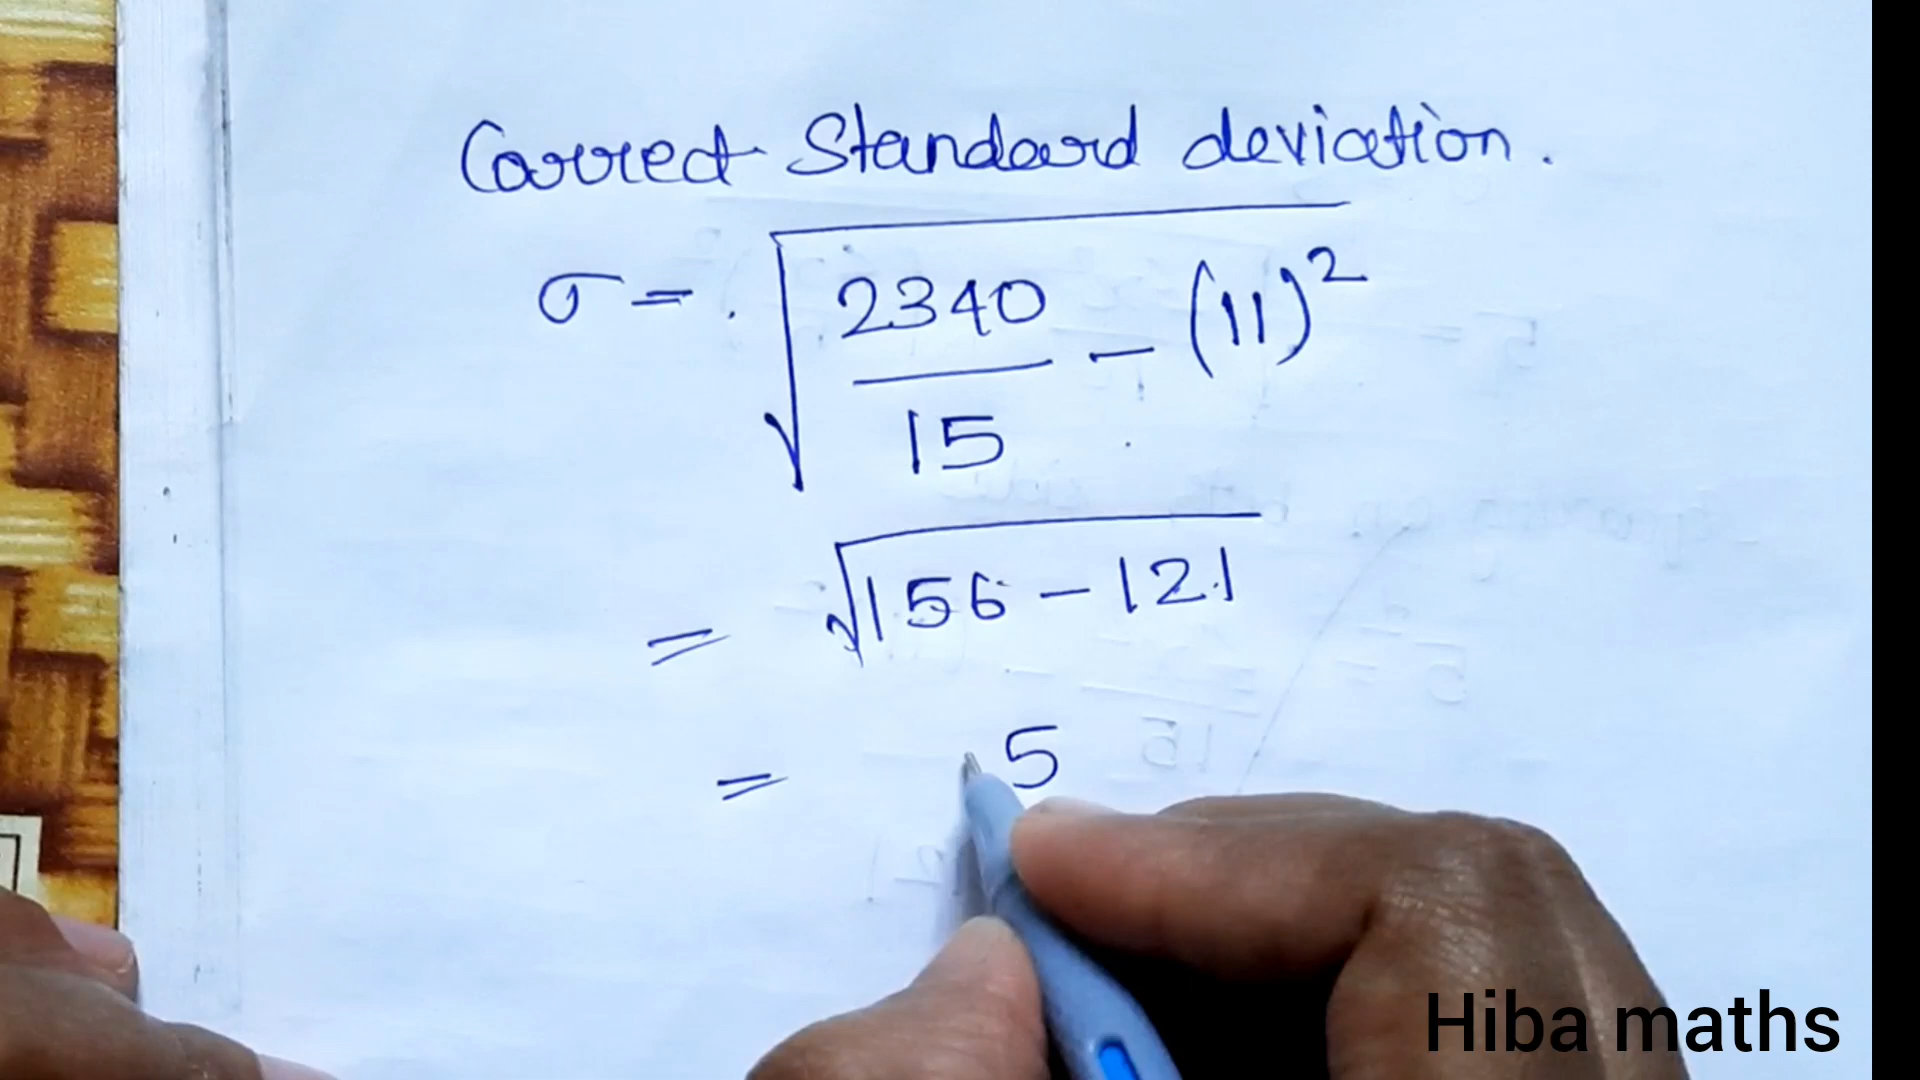 Correct Standard deviation.
σ = √(2340/15 − (11)²)
= √(156 − 121)
= 5
Hiba maths